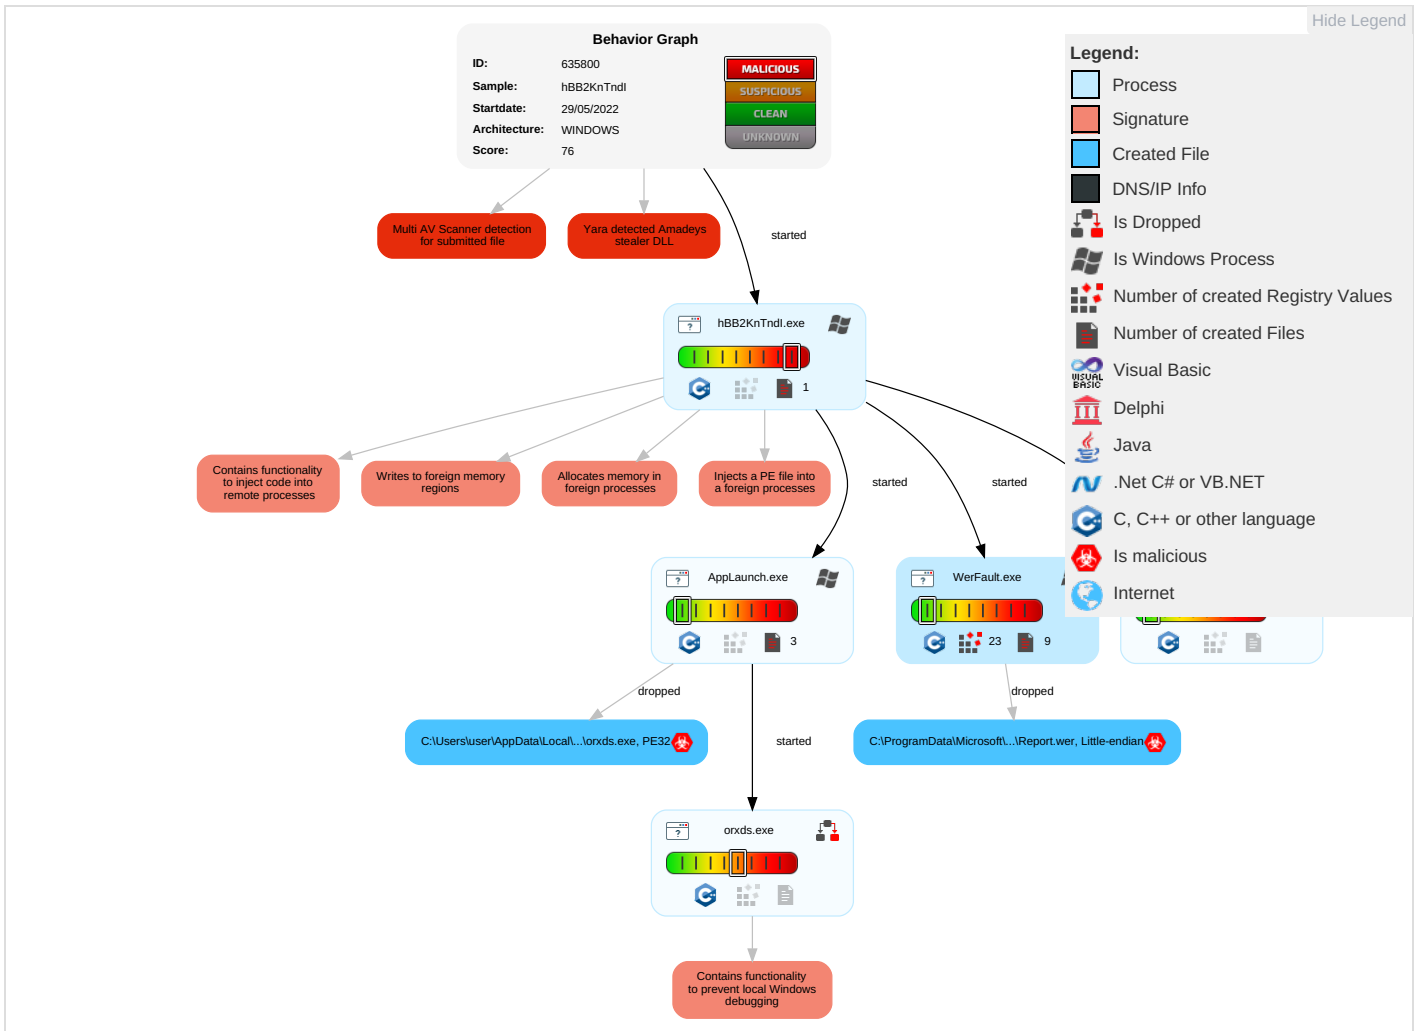 Hide Legend
Behavior Graph
ID: 635800
Sample: hBB2KnTndI
Startdate: 29/05/2022
Architecture: WINDOWS
Score: 76
MALICIOUS
SUSPICIOUS
CLEAN
UNKNOWN
Legend:
Process
Signature
Created File
DNS/IP Info
Is Dropped
Is Windows Process
Number of created Registry Values
Number of created Files
VISUAL
BASIC
Visual Basic
Delphi
Java
.Net C# or VB.NET
C, C++ or other language
Is malicious
Internet
Multi AV Scanner detection
for submitted file
Yara detected Amadeys
stealer DLL
started
hBB2KnTndI.exe
1
Contains functionality
to inject code into
remote processes
Writes to foreign memory
regions
Allocates memory in
foreign processes
Injects a PE file into
a foreign processes
started
started
AppLaunch.exe
3
WerFault.exe
23
9
dropped
dropped
C:\Users\user\AppData\Local\...\orxds.exe, PE32
started
C:\ProgramData\Microsoft\...\Report.wer, Little-endian
orxds.exe
Contains functionality
to prevent local Windows
debugging